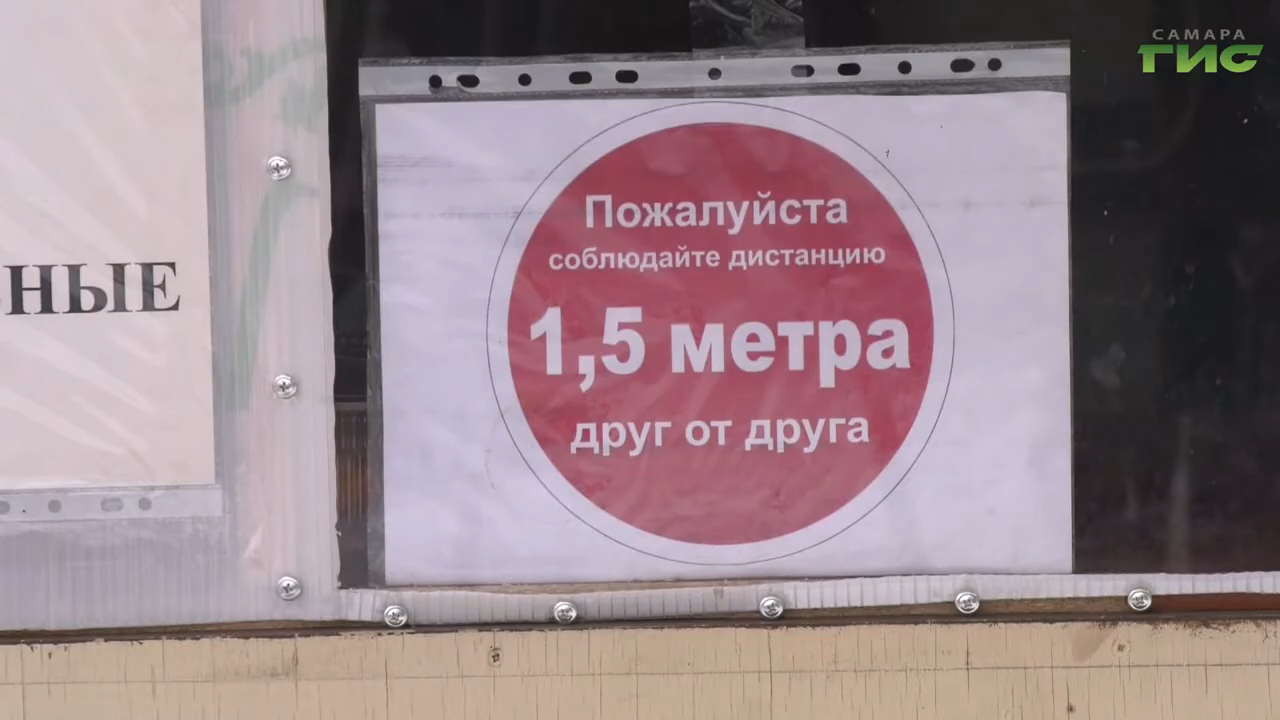 САМАРА
ГИС
Пожалуйста
соблюдайте дистанцию
1,5 метра
друг от друга
НЫЕ